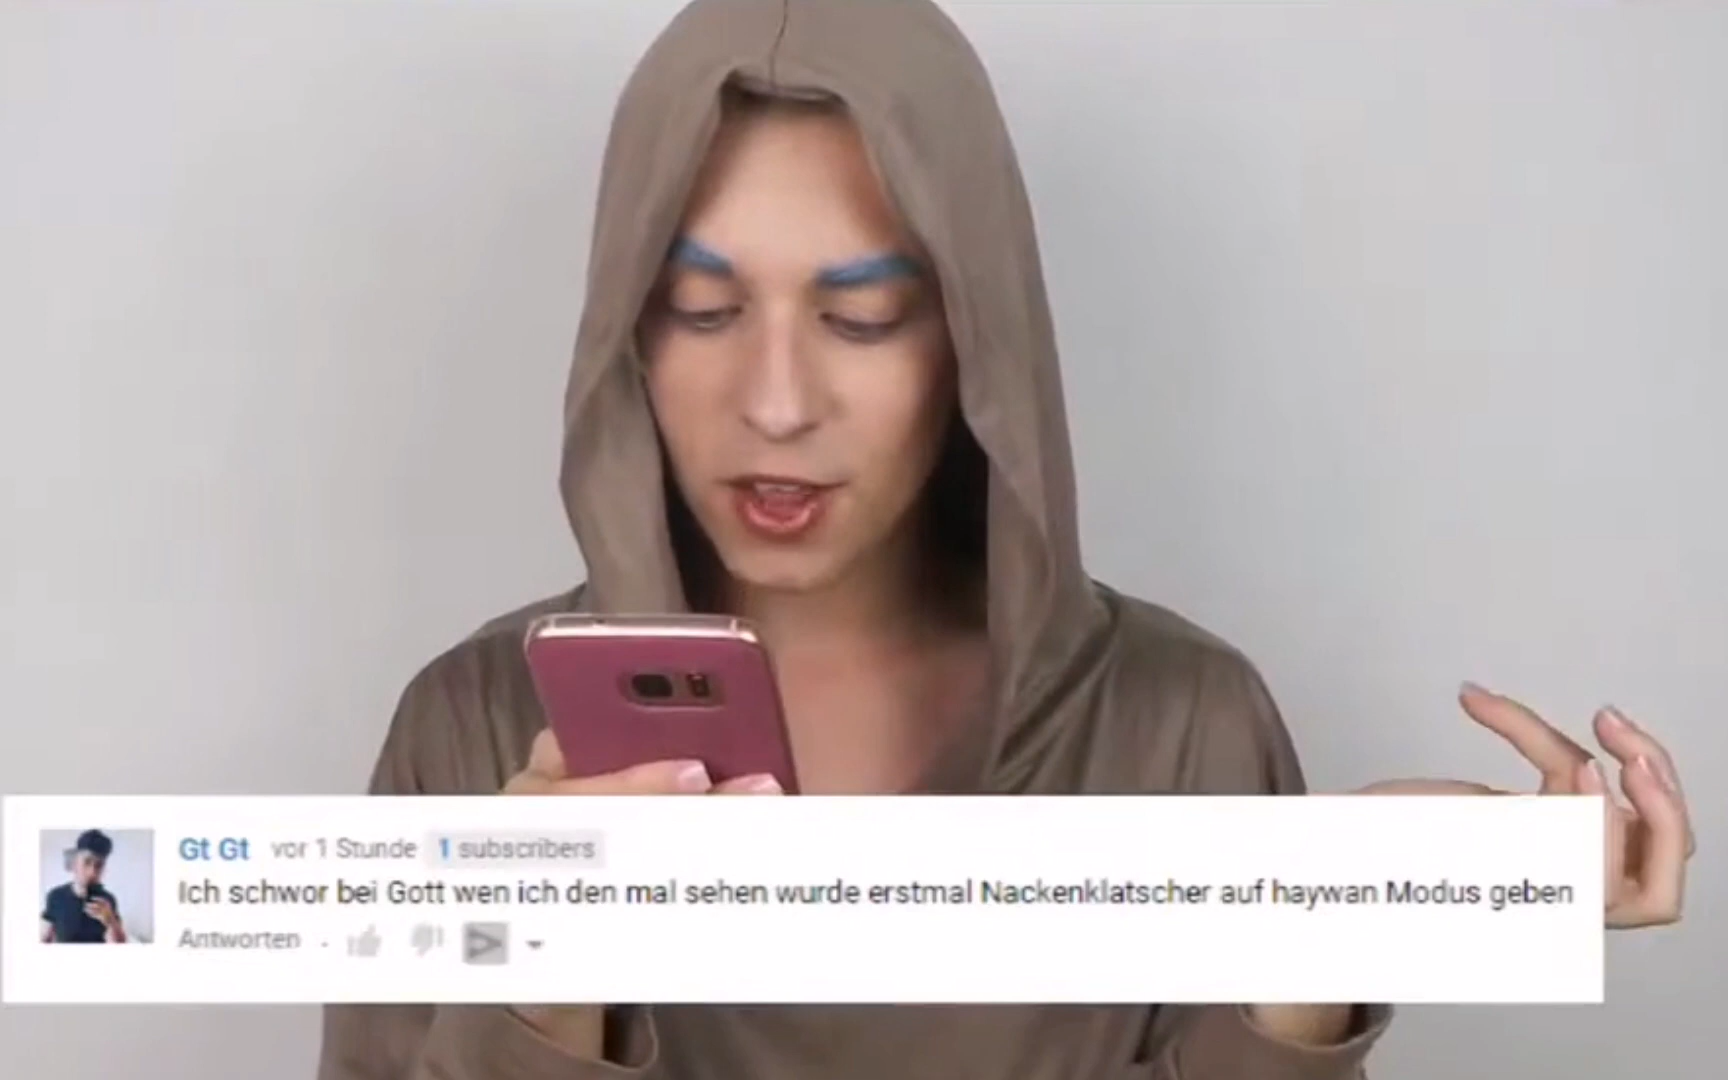 Gt Gt vor 1 Stunde 1 subscribers
Ich schwor bei Gott wen ich den mal sehen wurde erstmal Nackenklatscher auf haywan Modus geben
Antworten